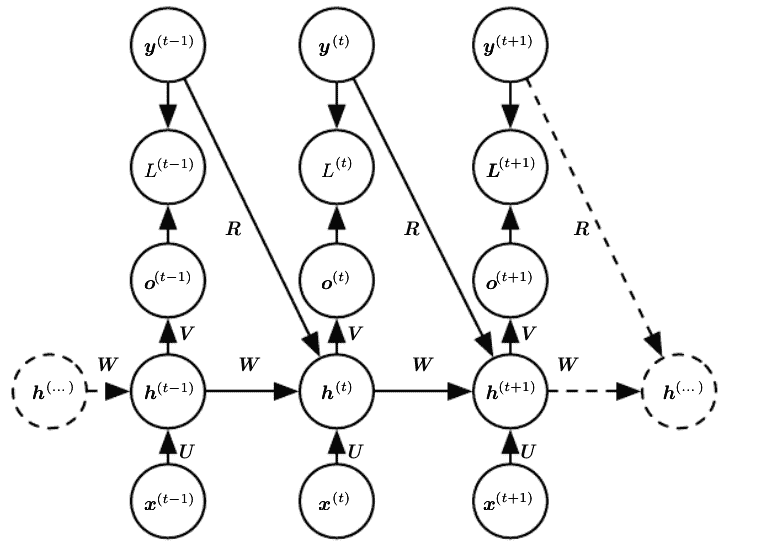 y^(t−1) y^(t) y^(t+1)
L^(t−1) L^(t) L^(t+1)
R R R
o^(t−1) o^(t) o^(t+1)
V V V
W W W W
h^(...) h^(t−1) h^(t) h^(t+1) h^(...)
U U U
x^(t−1) x^(t) x^(t+1)